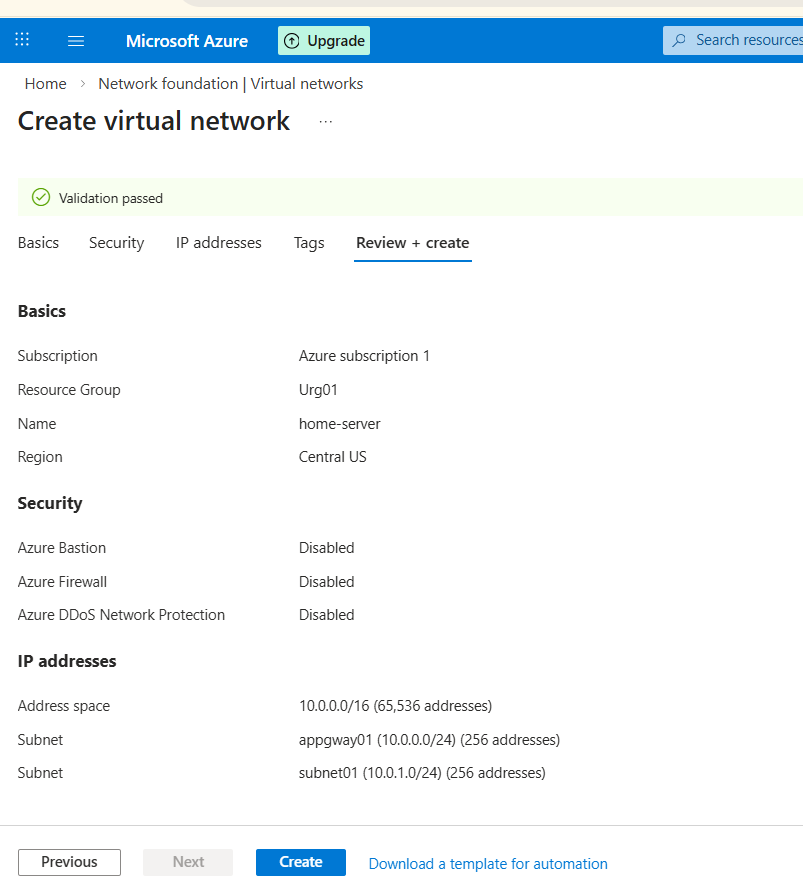 Microsoft Azure Upgrade Search resources
Home > Network foundation | Virtual networks
Create virtual network ...
Validation passed
Basics Security IP addresses Tags Review + create
Basics
Subscription Azure subscription 1
Resource Group Urg01
Name home-server
Region Central US
Security
Azure Bastion Disabled
Azure Firewall Disabled
Azure DDoS Network Protection Disabled
IP addresses
Address space 10.0.0.0/16 (65,536 addresses)
Subnet appgway01 (10.0.0.0/24) (256 addresses)
Subnet subnet01 (10.0.1.0/24) (256 addresses)
Previous Next Create Download a template for automation